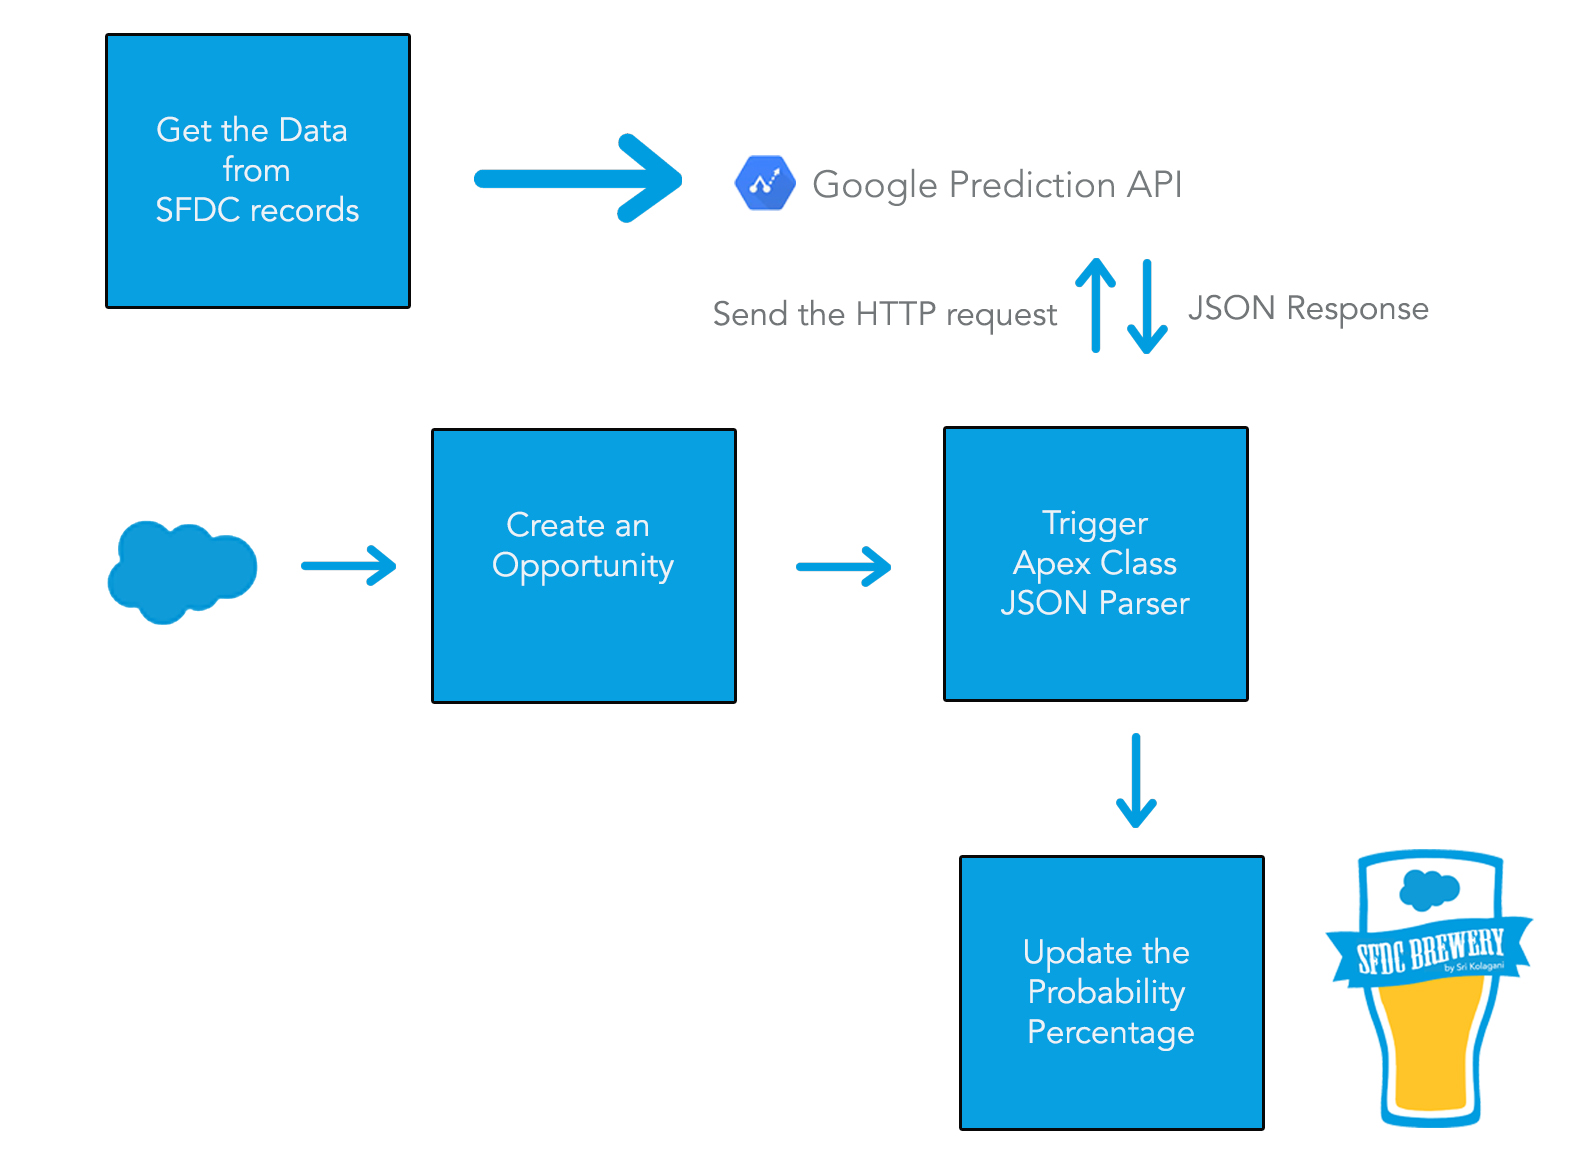 Get the Data
from
SFDC records
Google Prediction API
Send the HTTP request
JSON Response
Create an
Opportunity
Trigger
Apex Class
JSON Parser
Update the
Probability
Percentage
SFDC BREWERY
by Sri Kolagani